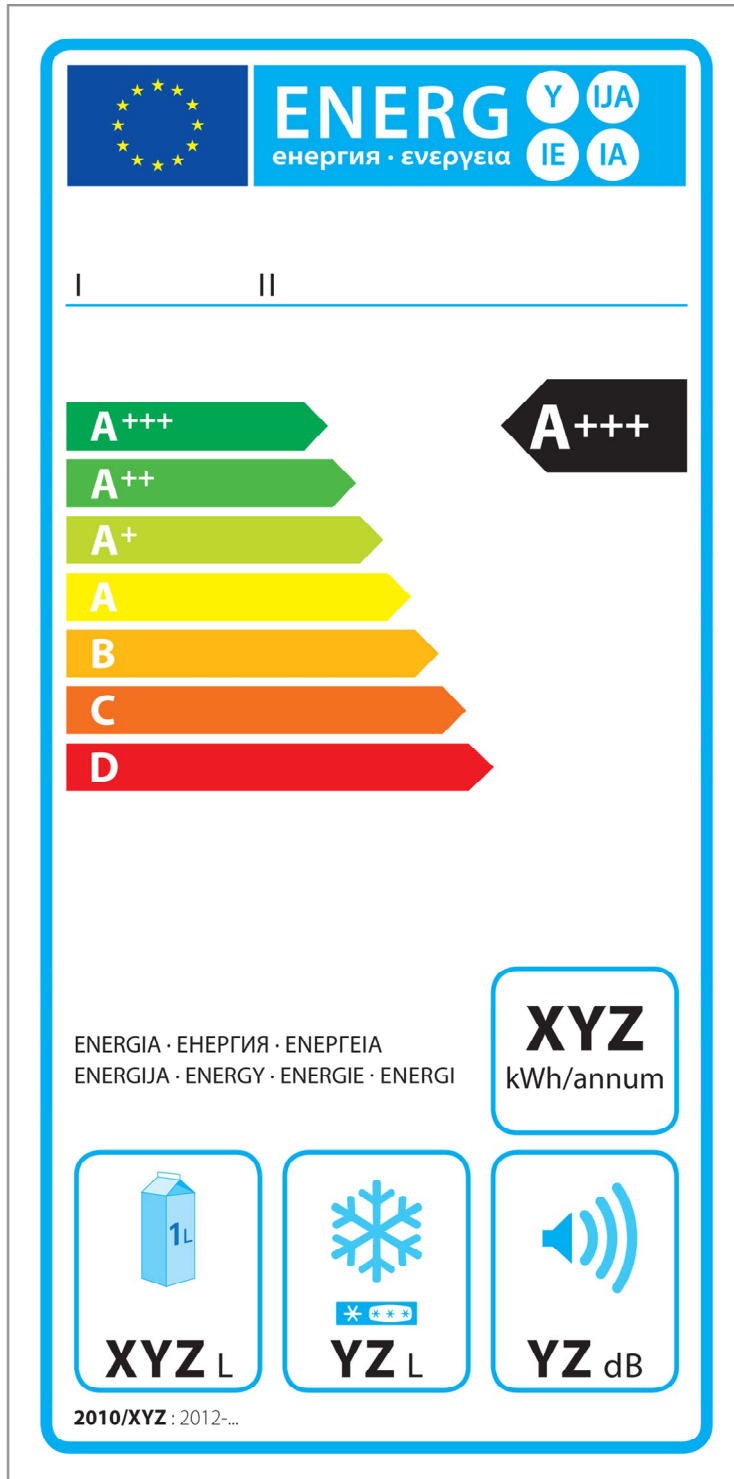 ENERG Y IJA
енергия · ενεργεια IE IA
I II
A+++ A+++
A++
A+
A
B
C
D
XYZ
ENERGIA · ЕНЕРГИЯ · ΕΝΕΡΓΕΙΑ
ENERGIJA · ENERGY · ENERGIE · ENERGI
kWh/annum
1L
XYZ L YZ L YZ dB
2010/XYZ : 2012-...